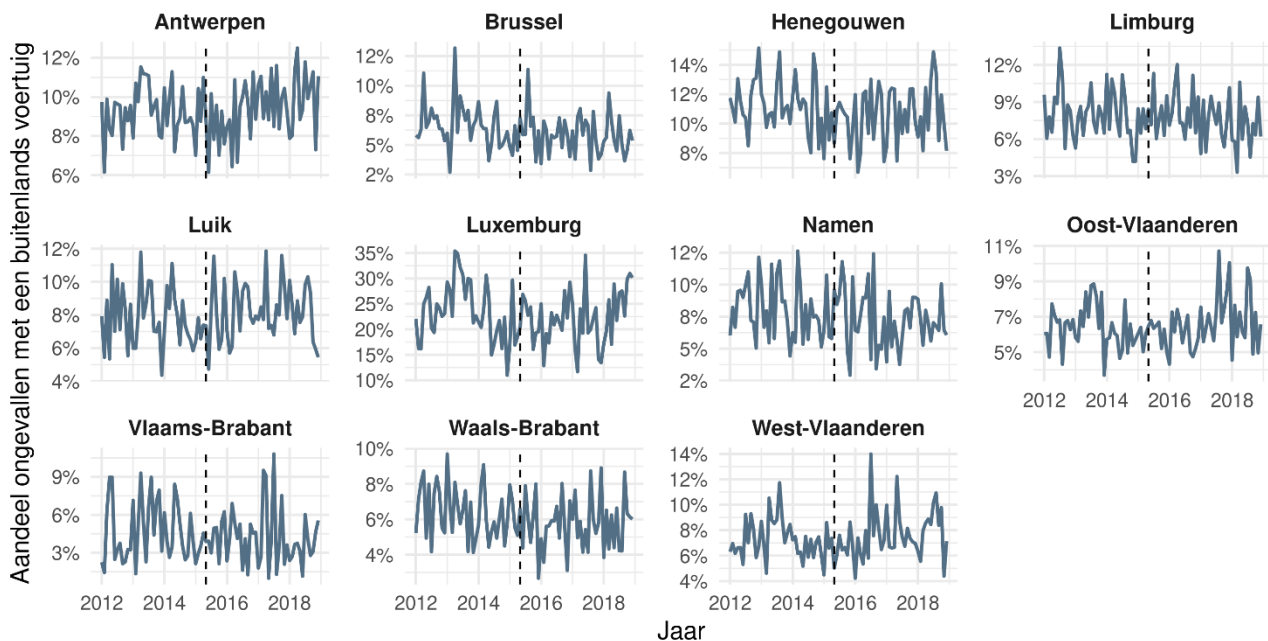 Aandeel ongevallen met een buitenlands voertuig
Antwerpen
12%
10%
8%
6%
Brussel
12%
10%
8%
5%
2%
Henegouwen
14%
12%
10%
8%
Limburg
12%
9%
6%
3%
Luik
12%
10%
8%
6%
4%
Luxemburg
35%
30%
25%
20%
15%
10%
Namen
12%
10%
8%
5%
2%
Oost-Vlaanderen
11%
9%
7%
5%
2012 2014 2016 2018
Vlaams-Brabant
9%
6%
3%
2012 2014 2016 2018
Waals-Brabant
10%
8%
6%
4%
2012 2014 2016 2018
West-Vlaanderen
14%
12%
10%
8%
6%
4%
2012 2014 2016 2018
Jaar